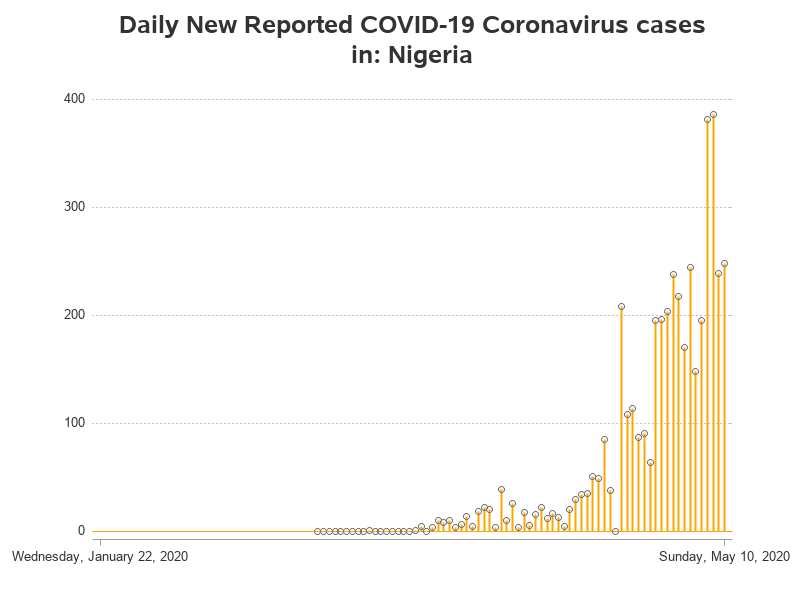 Daily New Reported COVID-19 Coronavirus cases
in: Nigeria
400
300
200
100
0
Wednesday, January 22, 2020
Sunday, May 10, 2020